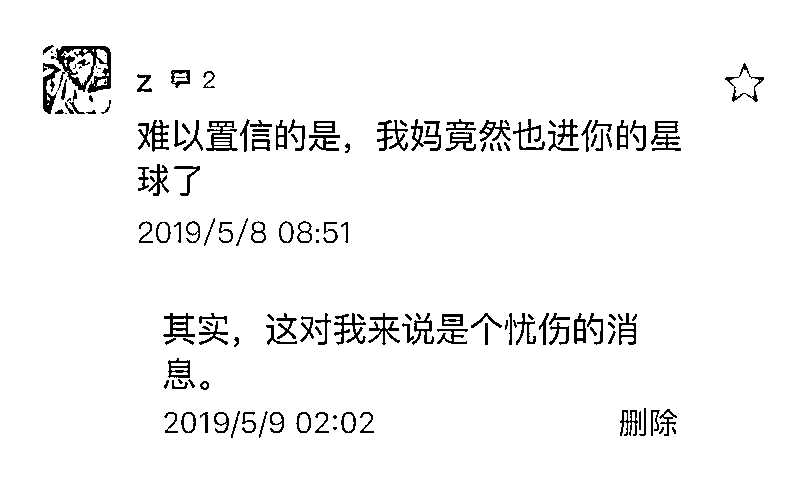 z 2
难以置信的是，我妈竟然也进你的星
球了
2019/5/8 08:51
其实，这对我来说是个忧伤的消
息。
2019/5/9 02:02 删除